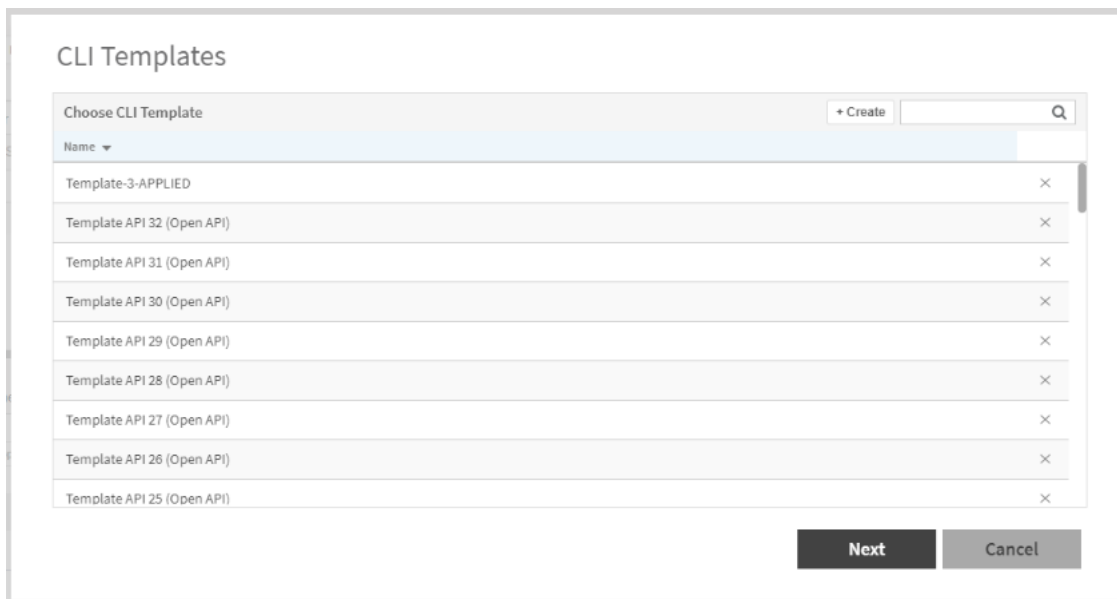 CLI Templates
Choose CLI Template
+ Create
Name
Template-3-APPLIED
Template API 32 (Open API)
Template API 31 (Open API)
Template API 30 (Open API)
Template API 29 (Open API)
Template API 28 (Open API)
Template API 27 (Open API)
Template API 26 (Open API)
Template API 25 (Open API)
Next Cancel